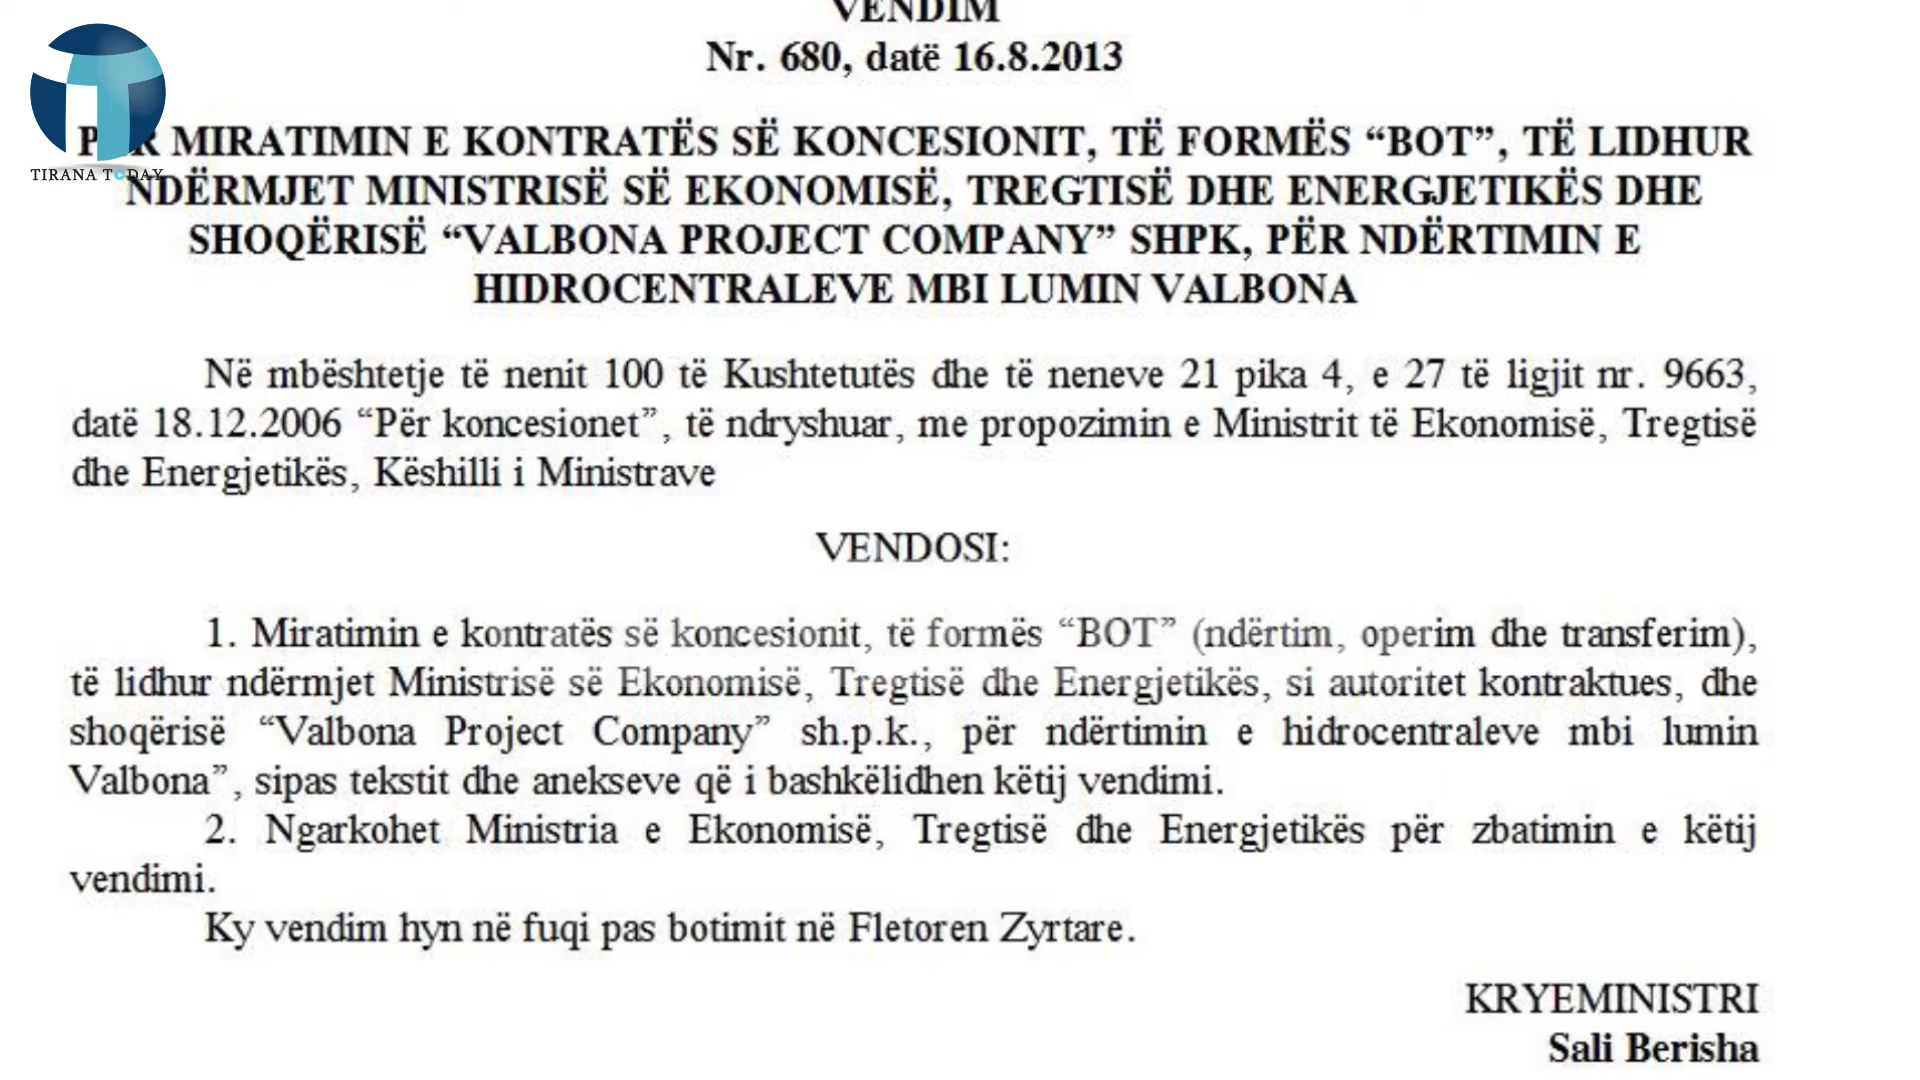 VENDIM
Nr. 680, datë 16.8.2013
PËR MIRATIMIN E KONTRATËS SË KONCESIONIT, TË FORMËS “BOT”, TË LIDHUR
TIRANA TODAY
NDËRMJET MINISTRISË SË EKONOMISË, TREGTISË DHE ENERGJETIKËS DHE
SHOQËRISË “VALBONA PROJECT COMPANY” SHPK, PËR NDËRTIMIN E
HIDROCENTRALEVE MBI LUMIN VALBONA
Në mbështetje të nenit 100 të Kushtetutës dhe të neneve 21 pika 4, e 27 të ligjit nr. 9663,
datë 18.12.2006 “Për koncesionet”, të ndryshuar, me propozimin e Ministrit të Ekonomisë, Tregtisë
dhe Energjetikës, Këshilli i Ministrave
VENDOSI:
1. Miratimin e kontratës së koncesionit, të formës “BOT” (ndërtim, operim dhe transferim),
të lidhur ndërmjet Ministrisë së Ekonomisë, Tregtisë dhe Energjetikës, si autoritet kontraktues, dhe
shoqërisë “Valbona Project Company” sh.p.k., për ndërtimin e hidrocentraleve mbi lumin
Valbona”, sipas tekstit dhe anekseve që i bashkëlidhen këtij vendimi.
2. Ngarkohet Ministria e Ekonomisë, Tregtisë dhe Energjetikës për zbatimin e këtij
vendimi.
Ky vendim hyn në fuqi pas botimit në Fletoren Zyrtare.
KRYEMINISTRI
Sali Berisha